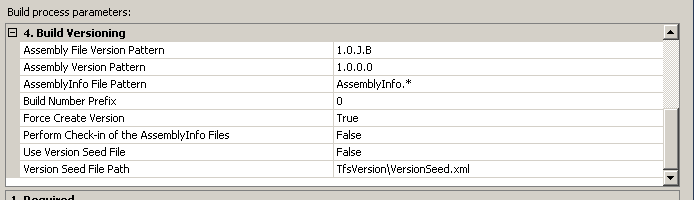 Build process parameters:
4. Build Versioning
Assembly File Version Pattern 1.0.J.B
Assembly Version Pattern 1.0.0.0
AssemblyInfo File Pattern AssemblyInfo.*
Build Number Prefix 0
Force Create Version True
Perform Check-in of the AssemblyInfo Files False
Use Version Seed File False
Version Seed File Path TfsVersion\VersionSeed.xml
1. Required